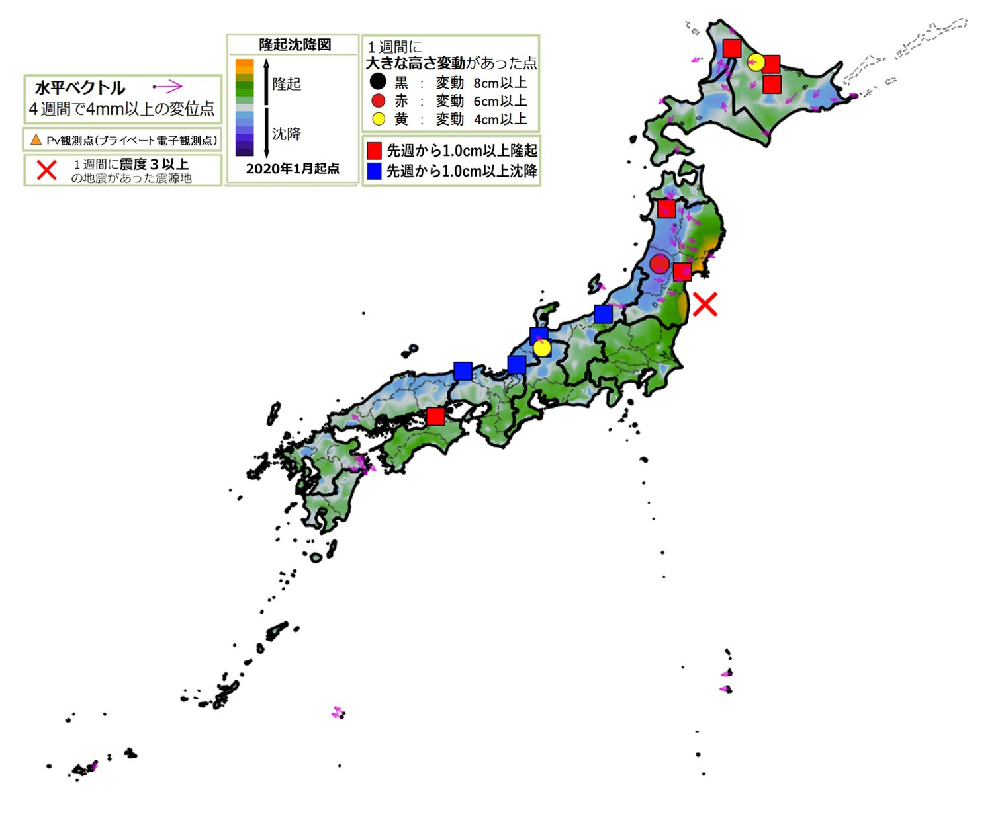 水平ベクトル
４週間で4mm以上の変位点
Pv観測点(プライベート電子観測点)
１週間に震度３以上
の地震があった震源地
隆起沈降図
隆起
沈降
2020年1月起点
１週間に
大きな高さ変動があった点
黒 ： 変動 8cm以上
赤 ： 変動 6cm以上
黄 ： 変動 4cm以上
先週から1.0cm以上隆起
先週から1.0cm以上沈降